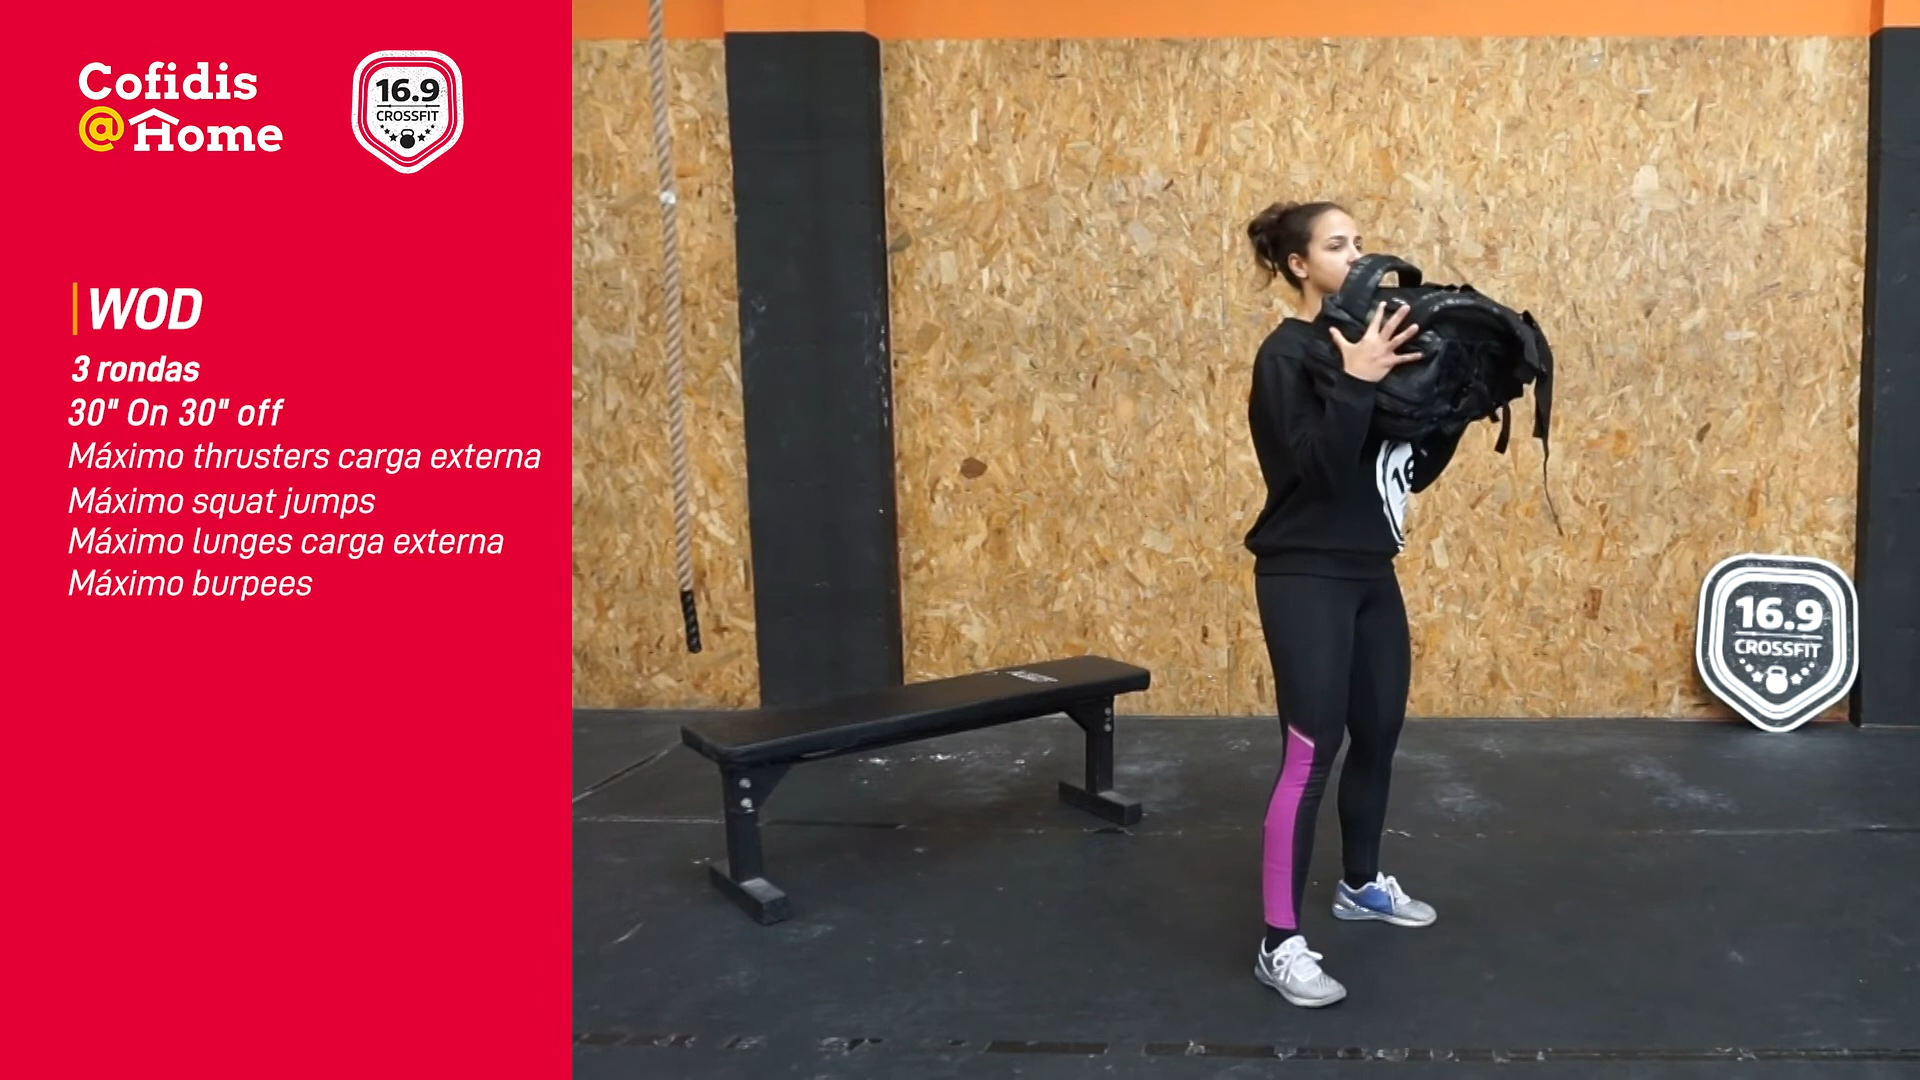 Cofidis
@Home
16.9
CROSSFIT
WOD
3 rondas
30" On 30" off
Máximo thrusters carga externa
Máximo squat jumps
Máximo lunges carga externa
Máximo burpees
16.9
CROSSFIT